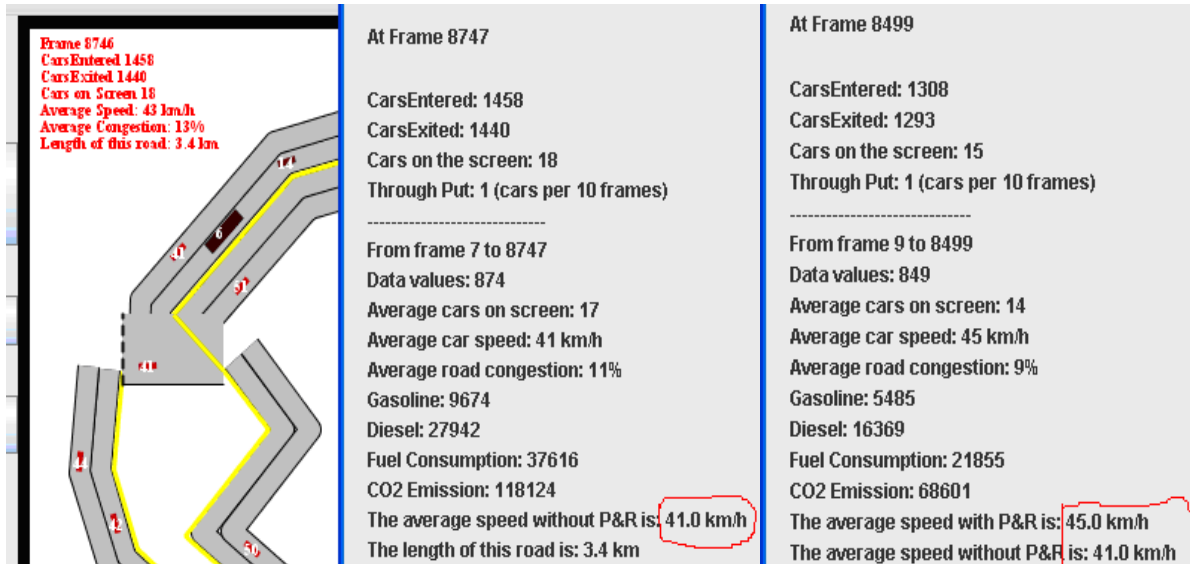 Frame 8746
CarsEntered 1458
CarsExited 1440
Cars on Screen 18
Average Speed: 43 km/h
Average Congestion: 13%
Length of this road: 3.4 km
14
6
41
41
44
42
50
At Frame 8747
CarsEntered: 1458
CarsExited: 1440
Cars on the screen: 18
Through Put: 1 (cars per 10 frames)
------------------------------
From frame 7 to 8747
Data values: 874
Average cars on screen: 17
Average car speed: 41 km/h
Average road congestion: 11%
Gasoline: 9674
Diesel: 27942
Fuel Consumption: 37616
CO2 Emission: 118124
The average speed without P&R is: 41.0 km/h
The length of this road is: 3.4 km
At Frame 8499
CarsEntered: 1308
CarsExited: 1293
Cars on the screen: 15
Through Put: 1 (cars per 10 frames)
------------------------------
From frame 9 to 8499
Data values: 849
Average cars on screen: 14
Average car speed: 45 km/h
Average road congestion: 9%
Gasoline: 5485
Diesel: 16369
Fuel Consumption: 21855
CO2 Emission: 68601
The average speed with P&R is: 45.0 km/h
The average speed without P&R is: 41.0 km/h